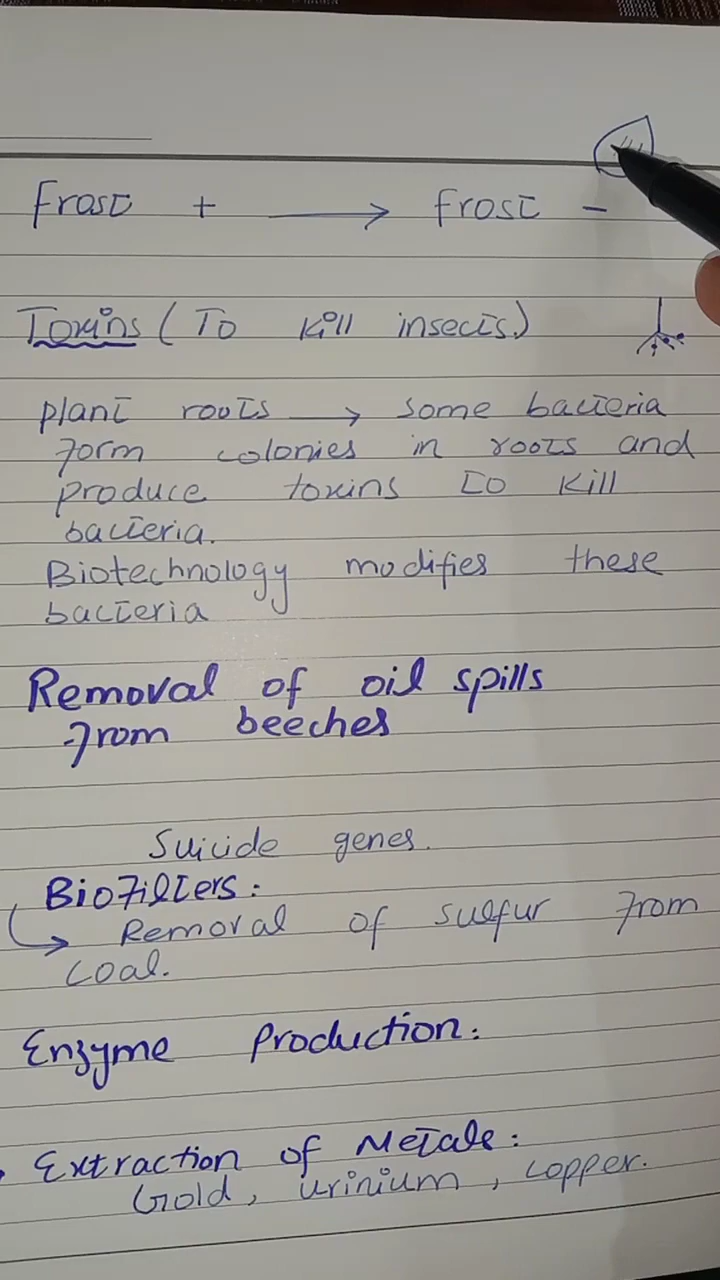 Frost + → Frost -
Toxins (To kill insects)
plant roots → some bacteria
form colonies in roots and
produce toxins to kill
bacteria.
Biotechnology modifies these
bacteria
Removal of oil spills
from beeches
Suicide genes.
BioFilters:
→ Removal of sulfur from
coal.
Enzyme production:
Extraction of Metals:
Gold, urinium, copper.